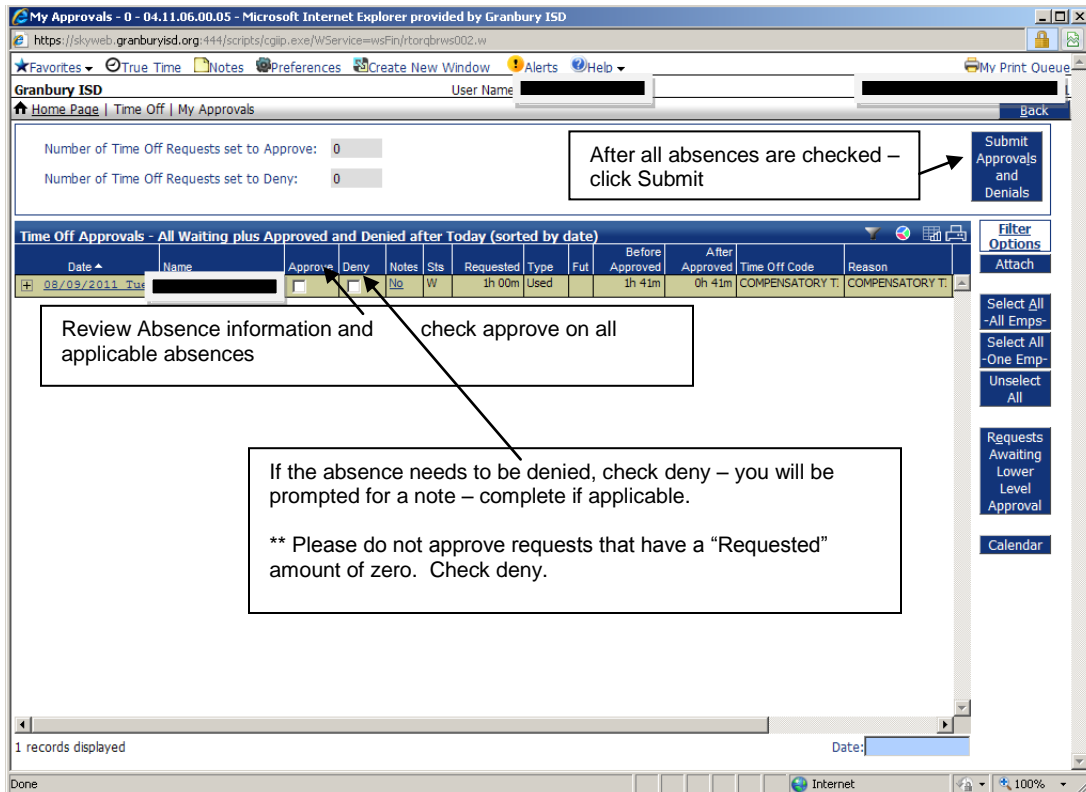 My Approvals - 0 - 04.11.06.00.05 - Microsoft Internet Explorer provided by Granbury ISD
https://skyweb.granburyisd.org:444/scripts/cgiip.exe/WService=wsFin/rtorqbrws002.w
Favorites True Time Notes Preferences Create New Window Alerts Help My Print Queue
Granbury ISD User Name
Home Page | Time Off | My Approvals Back
Number of Time Off Requests set to Approve: 0
Number of Time Off Requests set to Deny: 0
After all absences are checked –
click Submit
Submit
Approvals
and
Denials
Time Off Approvals - All Waiting plus Approved and Denied after Today (sorted by date)
Date Name Approve Deny Notes Sts Requested Type Fut Before Approved After Approved Time Off Code Reason
08/09/2011 Tue No W 1h 00m Used 1h 41m 0h 41m COMPENSATORY T: COMPENSATORY T:
Filter
Options
Attach
Select All
-All Emps-
Select All
-One Emp-
Unselect
All
Requests
Awaiting
Lower
Level
Approval
Calendar
Review Absence information and check approve on all
applicable absences
If the absence needs to be denied, check deny – you will be
prompted for a note – complete if applicable.
** Please do not approve requests that have a “Requested”
amount of zero. Check deny.
1 records displayed Date:
Done Internet 100%